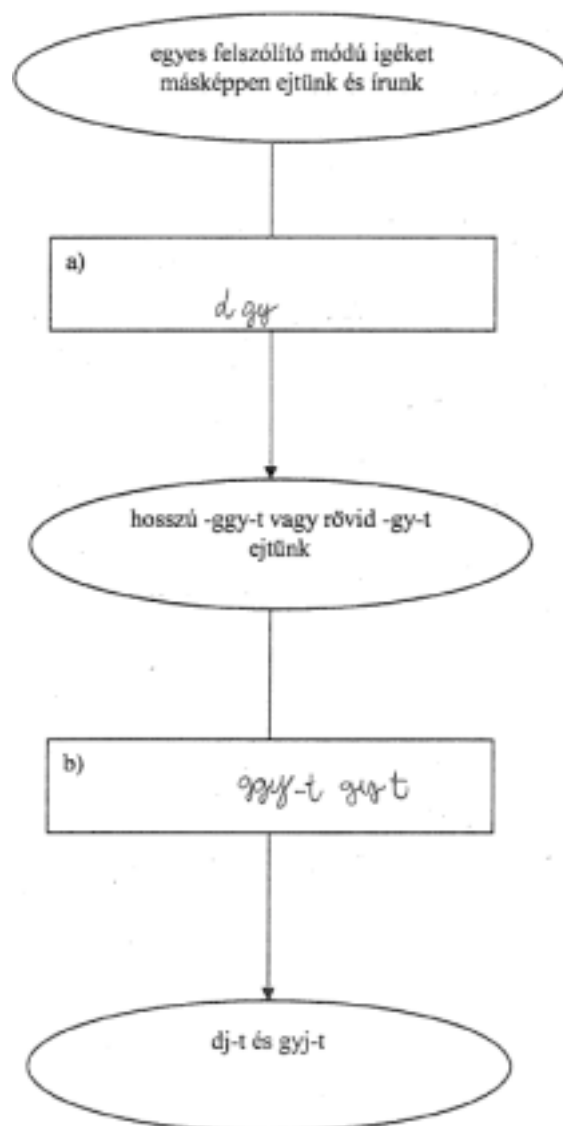 egyes felszólító módú igéket
másképpen ejtünk és írunk
a)
d gy
hosszú -ggy-t vagy rövid -gy-t
ejtünk
b)
ggy-t gy t
dj-t és gyj-t